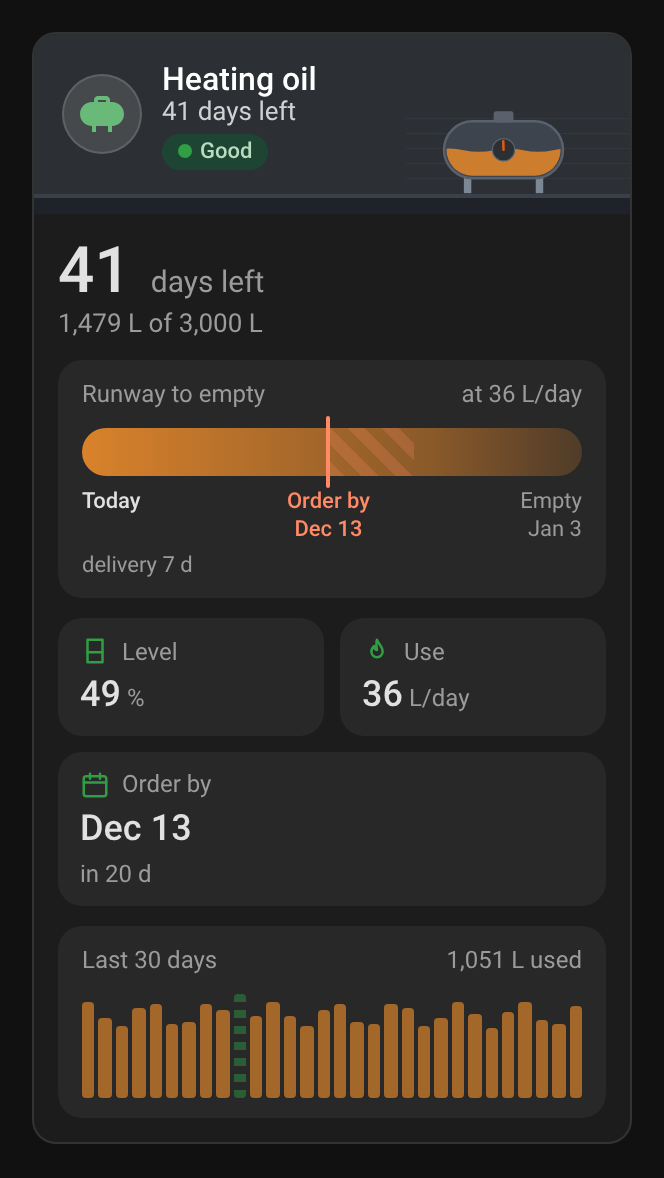 Heating oil
41 days left
Good
41 days left
1,479 L of 3,000 L
Runway to empty at 36 L/day
Today Order by Empty
Dec 13 Jan 3
delivery 7 d
Level Use
49 % 36 L/day
Order by
Dec 13
in 20 d
Last 30 days 1,051 L used